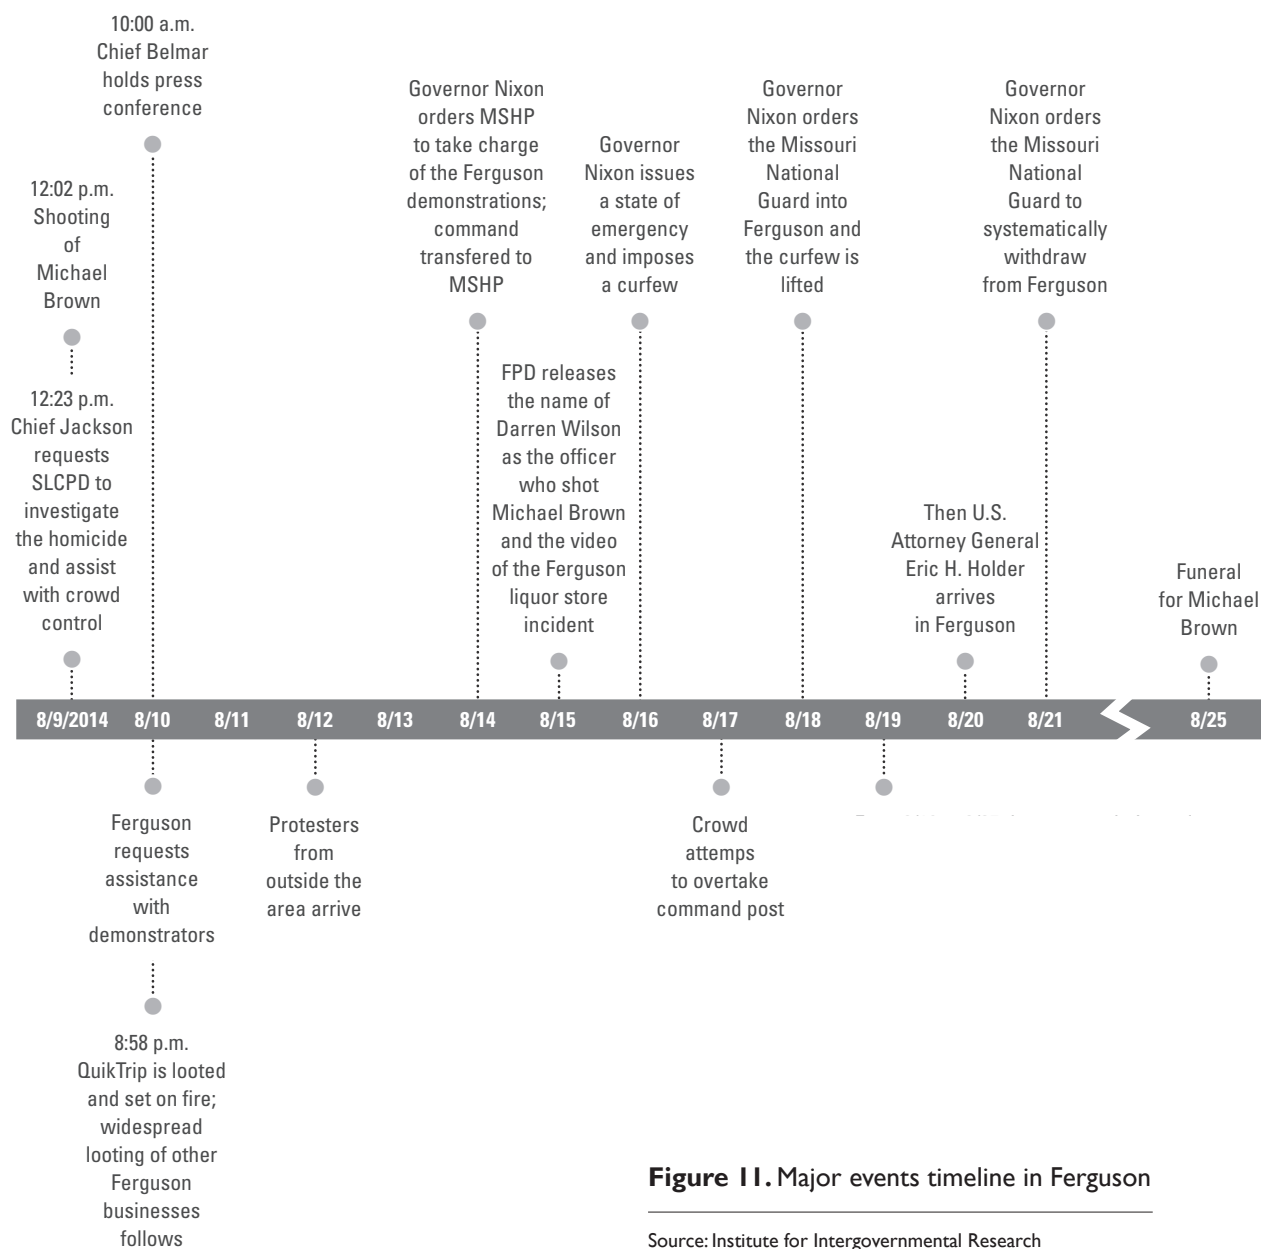 10:00 a.m.
Chief Belmar
holds press
conference
12:02 p.m.
Shooting
of
Michael
Brown
12:23 p.m.
Chief Jackson
requests
SLCPD to
investigate
the homicide
and assist
with crowd
control
Governor Nixon
orders MSHP
to take charge
of the Ferguson
demonstrations;
command
transfered to
MSHP
FPD releases
the name of
Darren Wilson
as the officer
who shot
Michael Brown
and the video
of the Ferguson
liquor store
incident
Governor
Nixon issues
a state of
emergency
and imposes
a curfew
Governor
Nixon orders
the Missouri
National
Guard into
Ferguson and
the curfew is
lifted
Then U.S.
Attorney General
Eric H. Holder
arrives
in Ferguson
Governor
Nixon orders
the Missouri
National
Guard to
systematically
withdraw
from Ferguson
Funeral
for Michael
Brown
8/9/2014 8/10 8/11 8/12 8/13 8/14 8/15 8/16 8/17 8/18 8/19 8/20 8/21 8/25
Ferguson
requests
assistance
with
demonstrators
8:58 p.m.
QuikTrip is looted
and set on fire;
widespread
looting of other
Ferguson
businesses
follows
Protesters
from
outside the
area arrive
Crowd
attemps
to overtake
command post
Figure 11. Major events timeline in Ferguson
Source: Institute for Intergovernmental Research